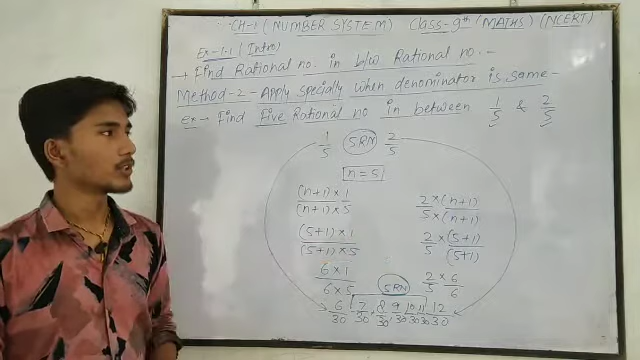 CH-1 (NUMBER SYSTEM) Class-9th (MATHS) (NCERT)
Ex-1.1 (Intro)
→ Find Rational no. in b/w Rational no. -
Method-2 - Apply specially when denominator is same -
ex- Find Five Rational no in between 1/5 & 2/5
1/5 5RN 2/5
n = 5
(n+1)×1/(n+1)×5 2×(n+1)/5×(n+1)
(5+1)×1/(5+1)×5 2/5×(5+1)/(5+1)
6×1/6×5 2/5×6/6
5RN
6/30, 7/30, 8/30, 9/30, 10/30, 11/30, 12/30